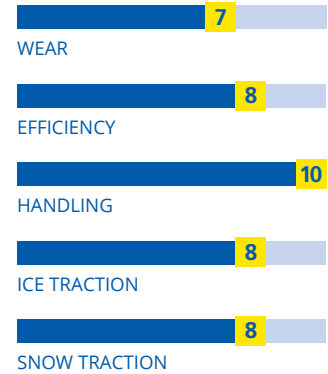 7
WEAR
8
EFFICIENCY
10
HANDLING
8
ICE TRACTION
8
SNOW TRACTION